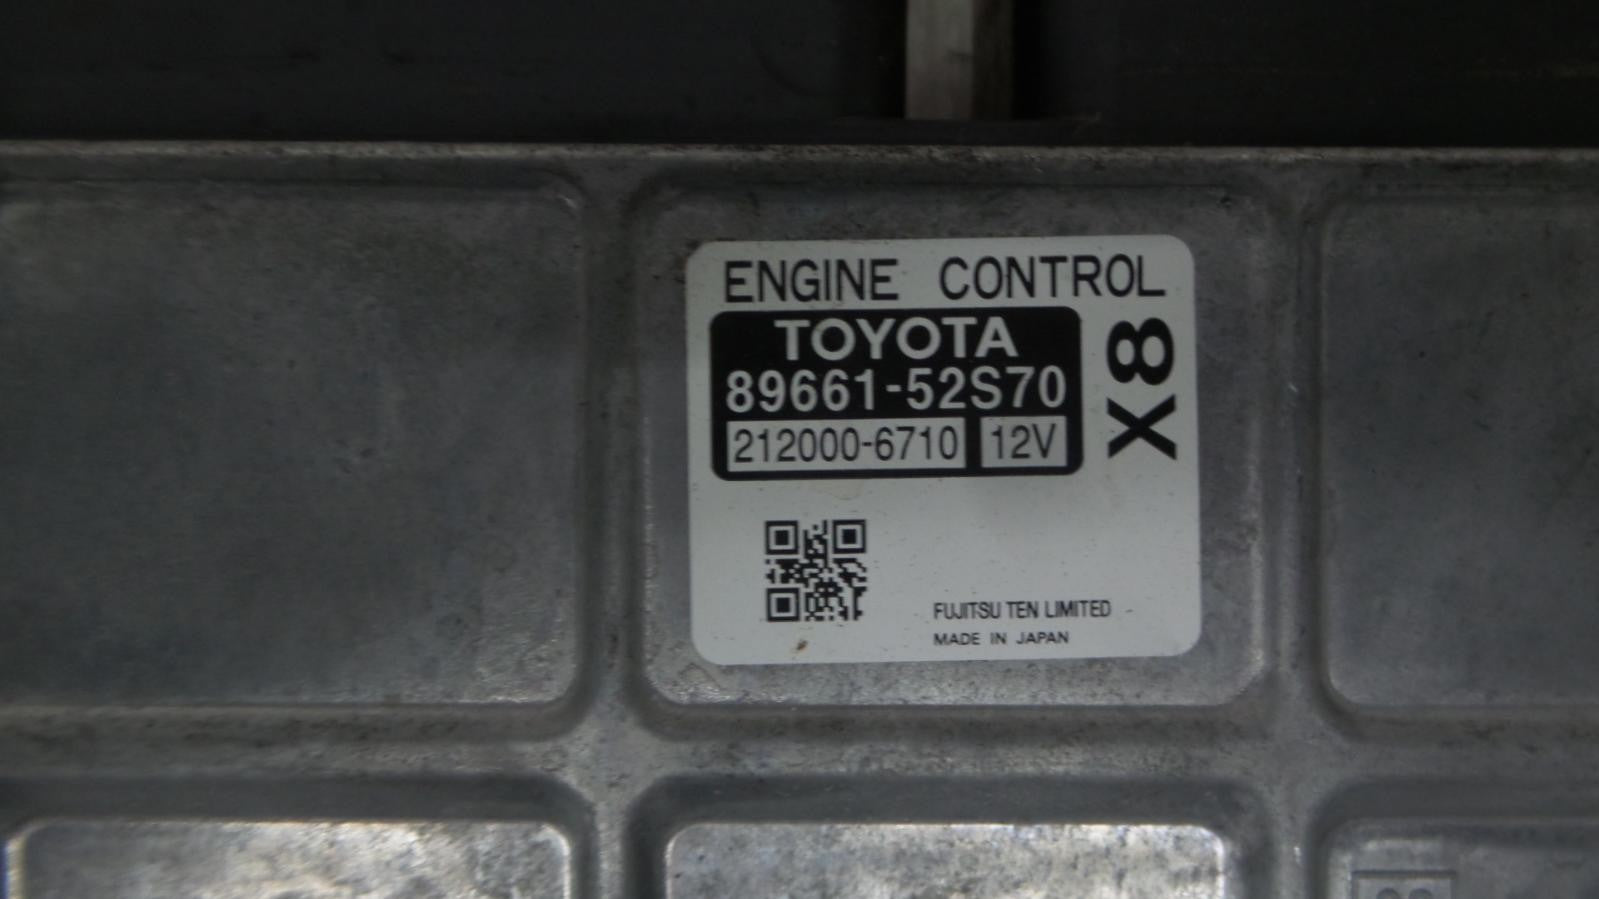 ENGINE CONTROL
TOYOTA
89661-52S70
212000-6710 12V
X8
FUJITSU TEN LIMITED
MADE IN JAPAN